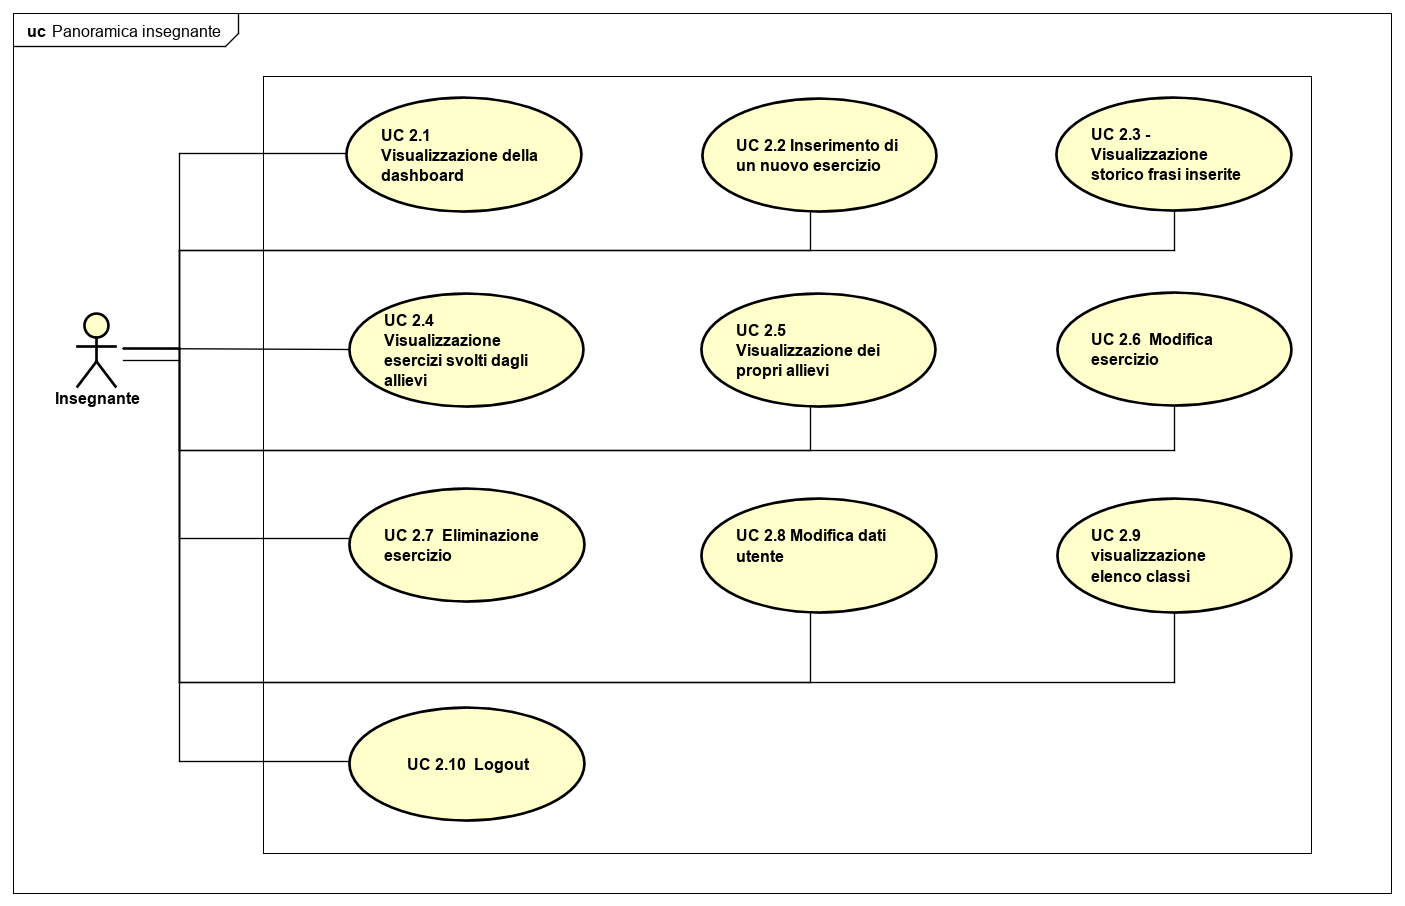 uc Panoramica insegnante
UC 2.1
Visualizzazione della
dashboard
UC 2.2 Inserimento di
un nuovo esercizio
UC 2.3 -
Visualizzazione
storico frasi inserite
UC 2.4
Visualizzazione
esercizi svolti dagli
allievi
UC 2.5
Visualizzazione dei
propri allievi
UC 2.6 Modifica
esercizio
Insegnante
UC 2.7 Eliminazione
esercizio
UC 2.8 Modifica dati
utente
UC 2.9
visualizzazione
elenco classi
UC 2.10 Logout